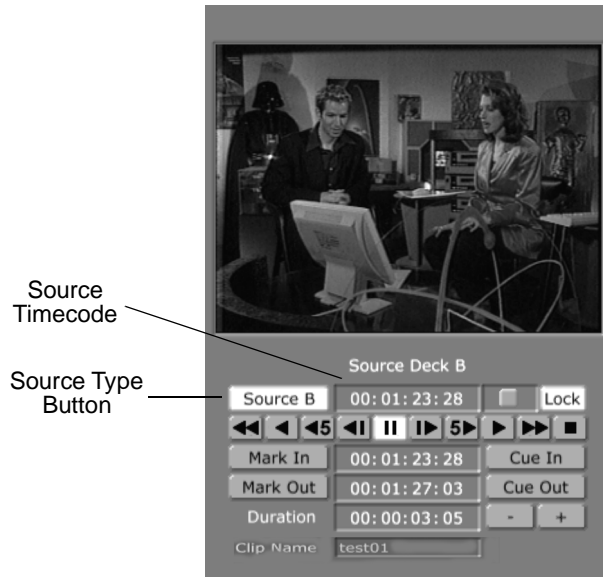 Source
Timecode
Source Type
Button
Source Deck B
Source B 00:01:23:28 Lock
5 5
Mark In 00:01:23:28 Cue In
Mark Out 00:01:27:03 Cue Out
Duration 00:00:03:05 - +
Clip Name test01